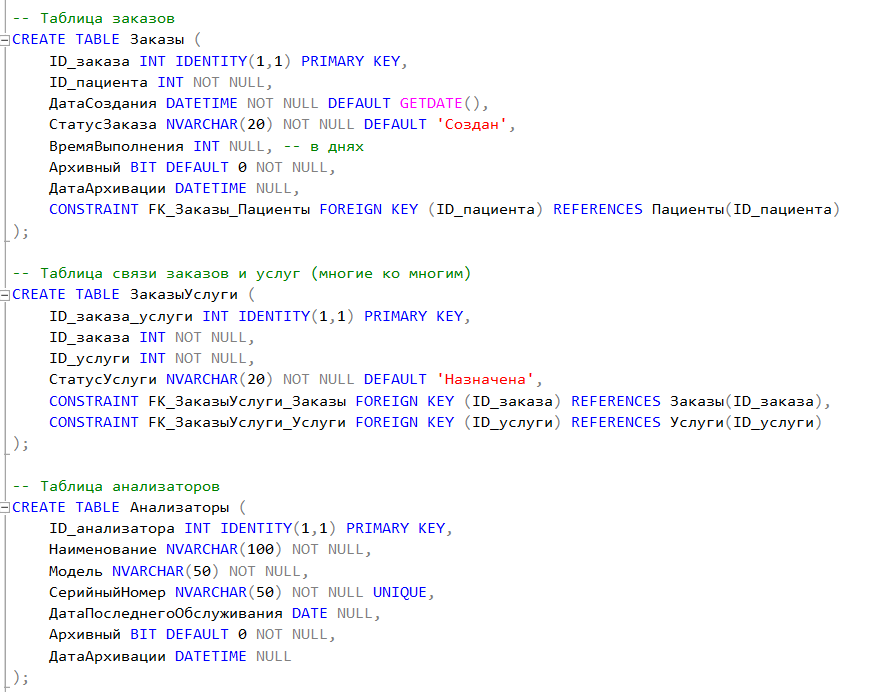 -- Таблица заказов
CREATE TABLE Заказы (
    ID_заказа INT IDENTITY(1,1) PRIMARY KEY,
    ID_пациента INT NOT NULL,
    ДатаСоздания DATETIME NOT NULL DEFAULT GETDATE(),
    СтатусЗаказа NVARCHAR(20) NOT NULL DEFAULT 'Создан',
    ВремяВыполнения INT NULL, -- в днях
    Архивный BIT DEFAULT 0 NOT NULL,
    ДатаАрхивации DATETIME NULL,
    CONSTRAINT FK_Заказы_Пациенты FOREIGN KEY (ID_пациента) REFERENCES Пациенты(ID_пациента)
);

-- Таблица связи заказов и услуг (многие ко многим)
CREATE TABLE ЗаказыУслуги (
    ID_заказа_услуги INT IDENTITY(1,1) PRIMARY KEY,
    ID_заказа INT NOT NULL,
    ID_услуги INT NOT NULL,
    СтатусУслуги NVARCHAR(20) NOT NULL DEFAULT 'Назначена',
    CONSTRAINT FK_ЗаказыУслуги_Заказы FOREIGN KEY (ID_заказа) REFERENCES Заказы(ID_заказа),
    CONSTRAINT FK_ЗаказыУслуги_Услуги FOREIGN KEY (ID_услуги) REFERENCES Услуги(ID_услуги)
);

-- Таблица анализаторов
CREATE TABLE Анализаторы (
    ID_анализатора INT IDENTITY(1,1) PRIMARY KEY,
    Наименование NVARCHAR(100) NOT NULL,
    Модель NVARCHAR(50) NOT NULL,
    СерийныйНомер NVARCHAR(50) NOT NULL UNIQUE,
    ДатаПоследнегоОбслуживания DATE NULL,
    Архивный BIT DEFAULT 0 NOT NULL,
    ДатаАрхивации DATETIME NULL
);